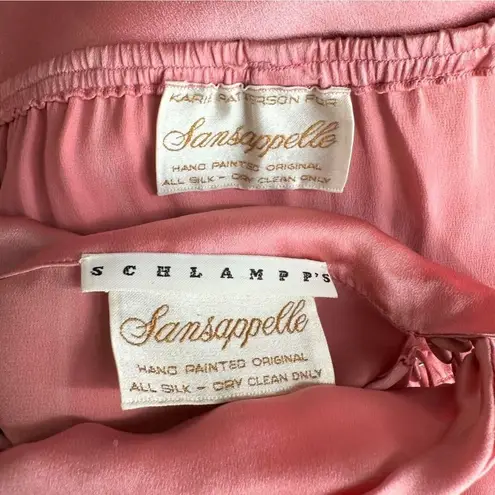 KARIE PATTERSON FOR
Sansappelle
HAND PAINTED ORIGINAL
ALL SILK - DRY CLEAN ONLY
SCHLAMPP'S
Sansappelle
HAND PAINTED ORIGINAL
ALL SILK - DRY CLEAN ONLY